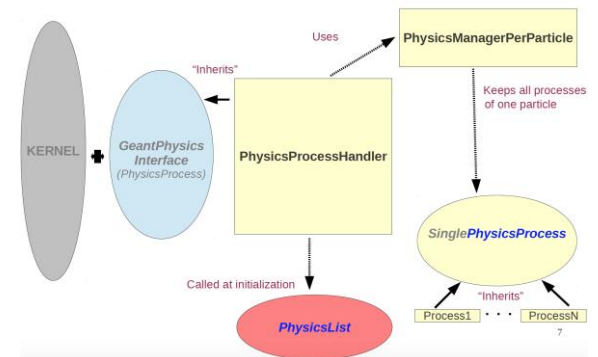 Uses
PhysicsManagerPerParticle
"Inherits"
Keeps all processes
of one particle
KERNEL
GeantPhysics
Interface
(PhysicsProcess)
PhysicsProcessHandler
SinglePhysicsProcess
Called at initialization
"Inherits"
PhysicsList
Process1 . . . ProcessN
7